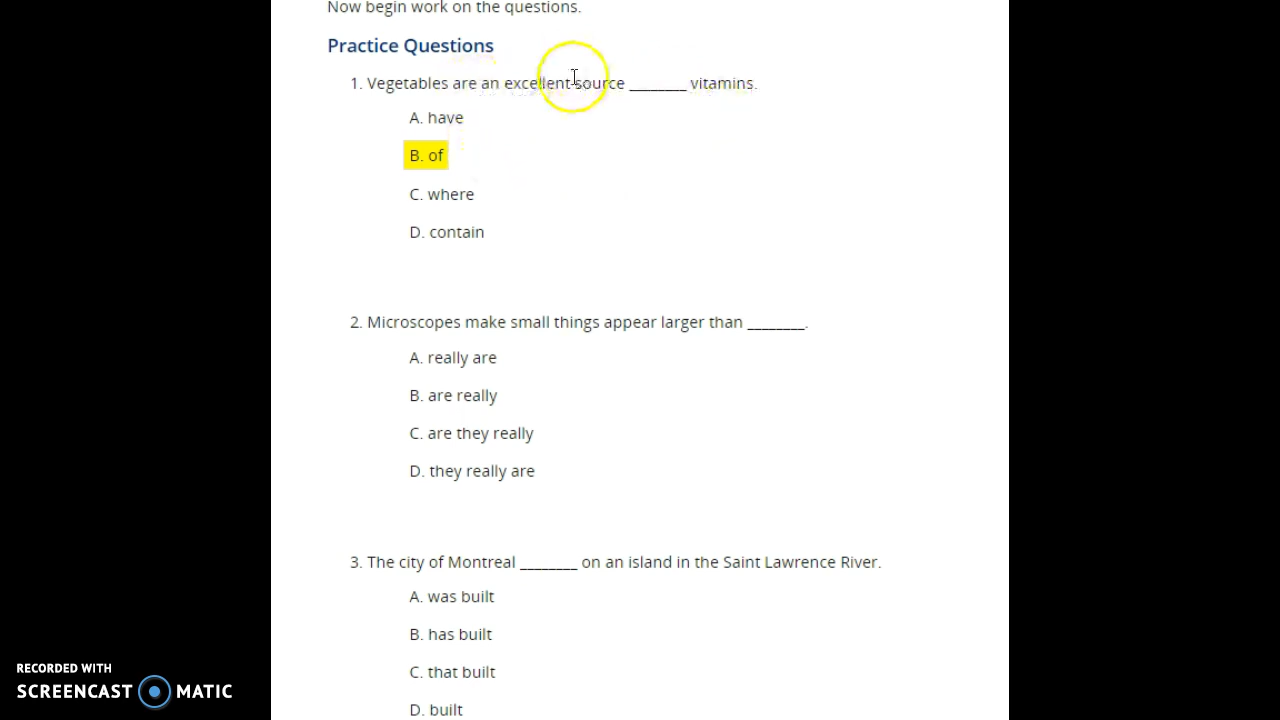 Now begin work on the questions.
Practice Questions
1. Vegetables are an excellent source ________ vitamins.
A. have
B. of
C. where
D. contain
2. Microscopes make small things appear larger than ________.
A. really are
B. are really
C. are they really
D. they really are
3. The city of Montreal ________ on an island in the Saint Lawrence River.
A. was built
B. has built
C. that built
D. built
RECORDED WITH
SCREENCAST MATIC